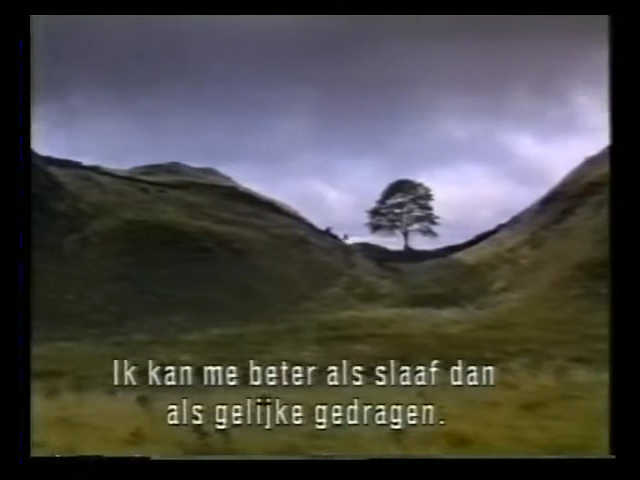 Ik kan me beter als slaaf dan
als gelijke gedragen.